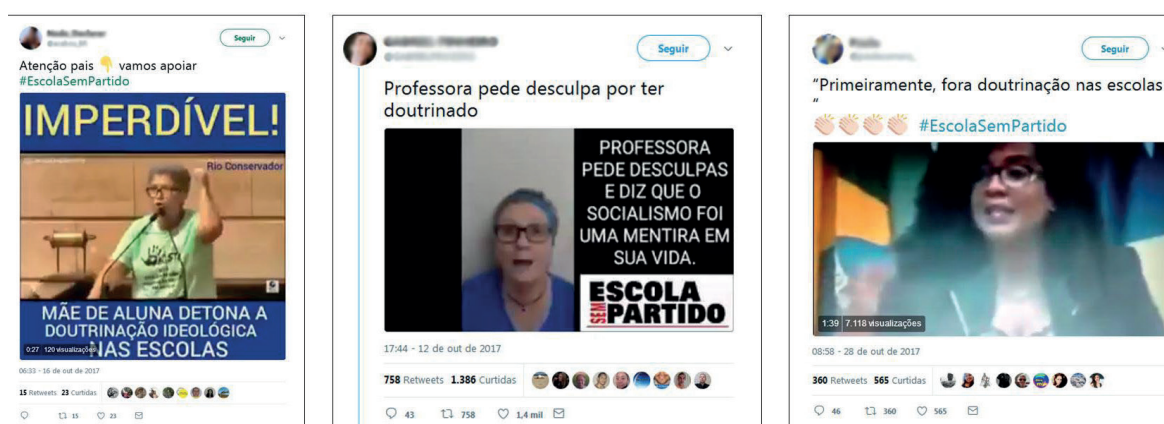 Seguir
Atenção pais 👇 vamos apoiar
#EscolaSemPartido
IMPERDÍVEL!
Rio Conservador
MÃE DE ALUNA DETONA A
DOUTRINAÇÃO IDEOLÓGICA
NAS ESCOLAS
0:27 120 visualizações
06:33 - 16 de out de 2017
15 Retweets 23 Curtidas
15 23
Seguir
Professora pede desculpa por ter
doutrinado
PROFESSORA
PEDE DESCULPAS
E DIZ QUE O
SOCIALISMO FOI
UMA MENTIRA EM
SUA VIDA.
ESCOLA
SEM PARTIDO
17:44 - 12 de out de 2017
758 Retweets 1.386 Curtidas
43 758 1,4 mil
Seguir
“Primeiramente, fora doutrinação nas escolas
“
👏👏👏👏 #EscolaSemPartido
1:39 7.118 visualizações
08:58 - 28 de out de 2017
360 Retweets 565 Curtidas
46 360 565